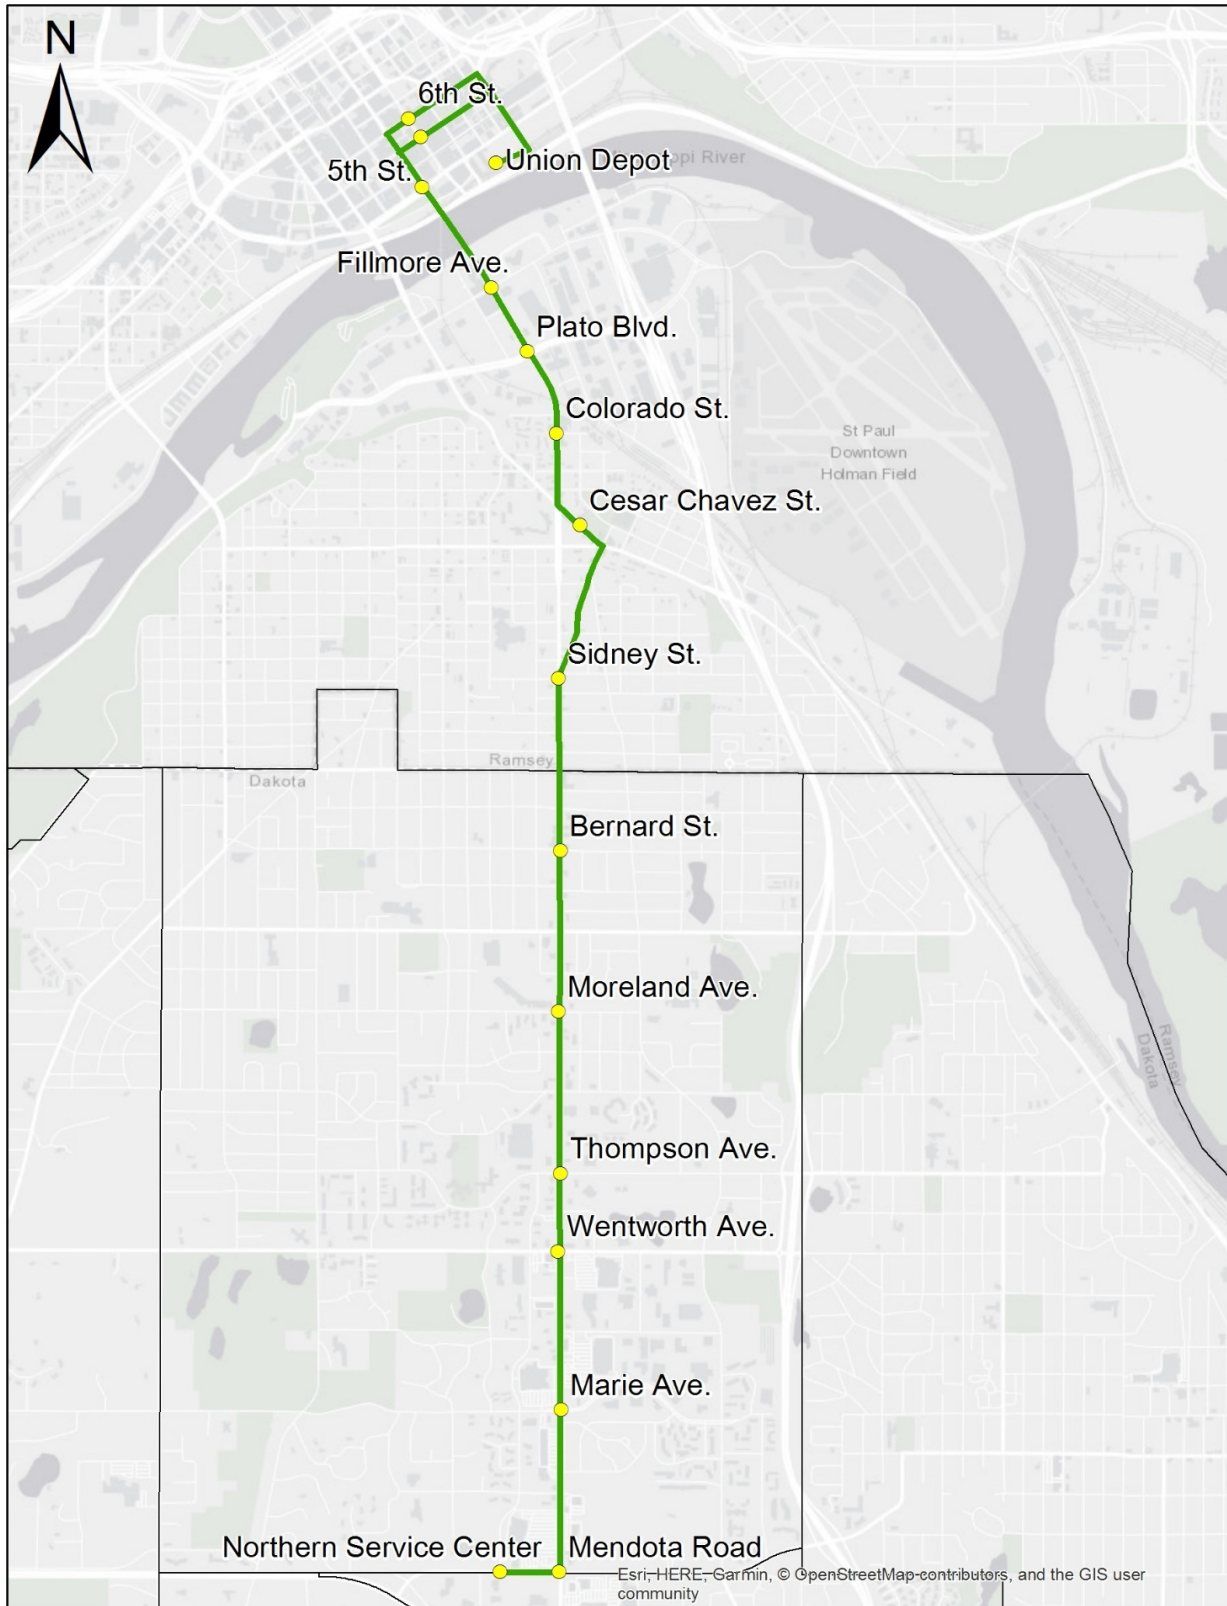 N
6th St.
5th St.
Union Depot
ppi River
Fillmore Ave.
Plato Blvd.
Colorado St.
St Paul
Downtown
Holman Field
Cesar Chavez St.
Sidney St.
Ramsey
Dakota
Bernard St.
Moreland Ave.
Ramsey
Dakota
Thompson Ave.
Wentworth Ave.
Marie Ave.
Northern Service Center
Mendota Road
Esri, HERE, Garmin, © OpenStreetMap contributors, and the GIS user
community